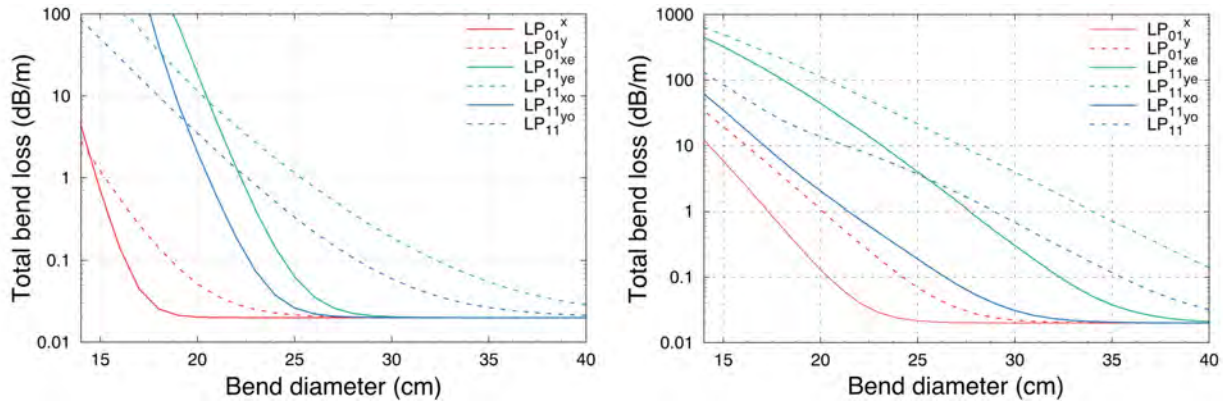 100
10
1
0.1
0.01
15 20 25 30 35 40
Total bend loss (dB/m)
Bend diameter (cm)
LP01x
LP01y
LP11xe
LP11ye
LP11xo
LP11yo
1000
100
10
1
0.1
0.01
15 20 25 30 35 40
Total bend loss (dB/m)
Bend diameter (cm)
LP01x
LP01y
LP11xe
LP11ye
LP11xo
LP11yo